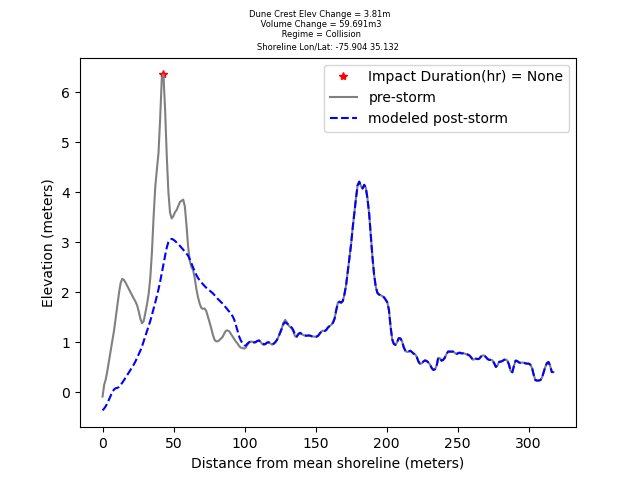 Dune Crest Elev Change = 3.81m
Volume Change = 59.691m3
Regime = Collision
Shoreline Lon/Lat: -75.904 35.132
Impact Duration(hr) = None
pre-storm
modeled post-storm
Elevation (meters)
6
5
4
3
2
1
0
0 50 100 150 200 250 300
Distance from mean shoreline (meters)